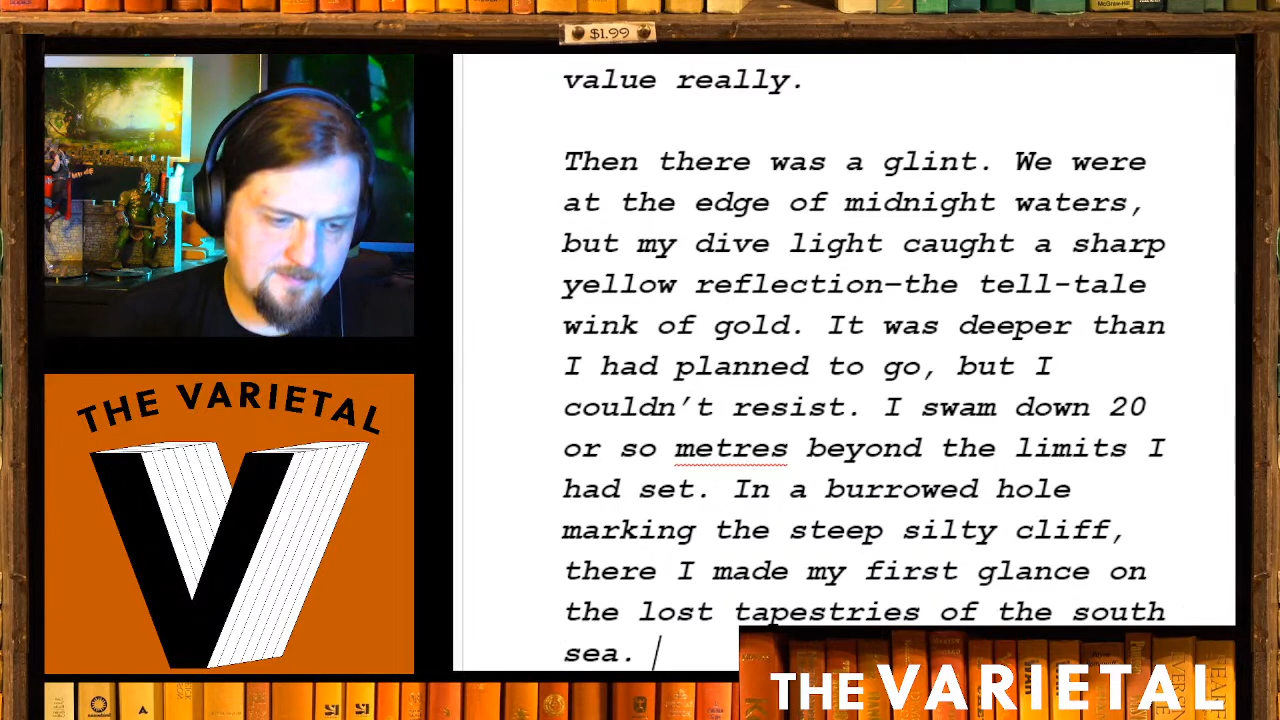 $1.99
value really.
Then there was a glint. We were
at the edge of midnight waters,
but my dive light caught a sharp
yellow reflection—the tell-tale
wink of gold. It was deeper than
I had planned to go, but I
couldn’t resist. I swam down 20
or so metres beyond the limits I
had set. In a burrowed hole
marking the steep silty cliff,
there I made my first glance on
the lost tapestries of the south
sea.
THE VARIETAL
THE VARIETAL